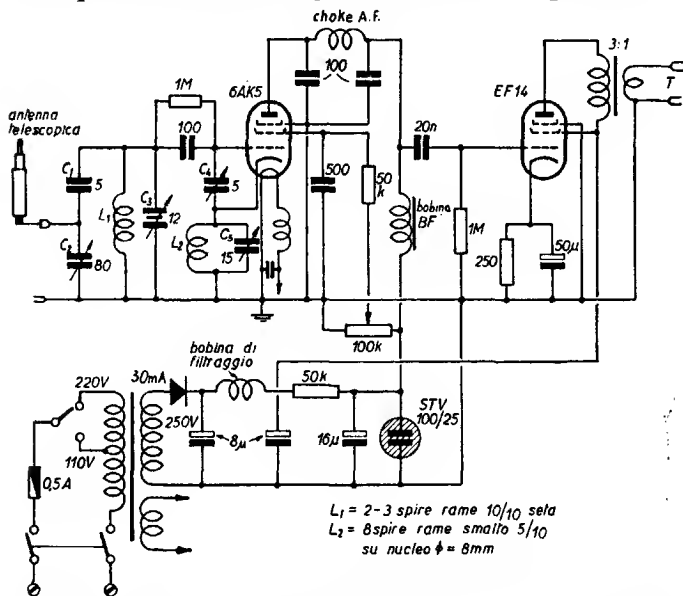 choke A.F.
3:1
100
6AK5
EF14
T
1M
antenna
telescopica
100
20n
C1
5
C4
5
500
50
k
L1
C3
12
bobina
BF
1M
C2
80
L2
C5
15
250
50µ
100k
bobina di
filtraggio
220V
30mA
50k
STV
100/25
250V
8µ
16µ
110V
0,5A
L1 = 2-3 spire rame 10/10 seta
L2 = 8 spire rame smalto 5/10
su nucleo ϕ = 8mm